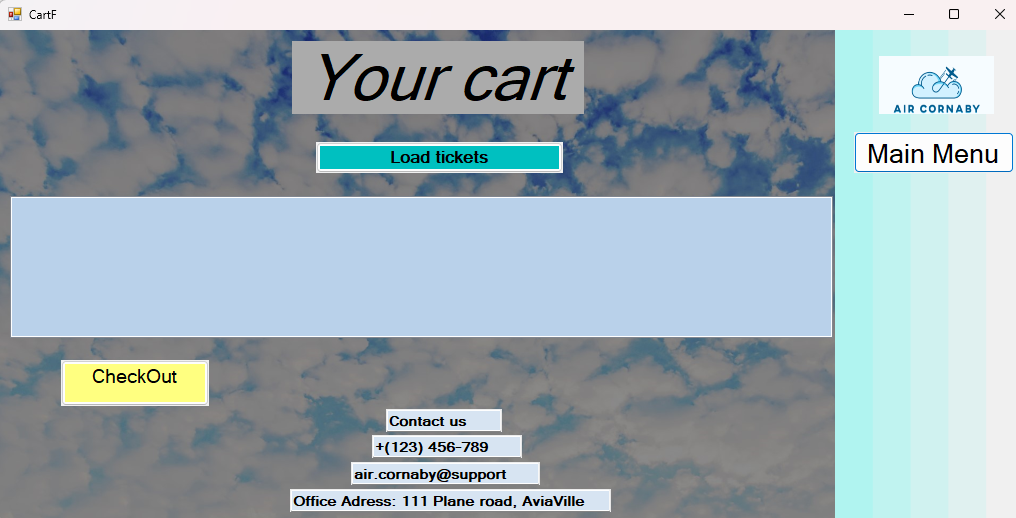 CartF
Your cart
AIR CORNABY
Load tickets
Main Menu
CheckOut
Contact us
+(123) 456-789
air.cornaby@support
Office Adress: 111 Plane road, AviaVille